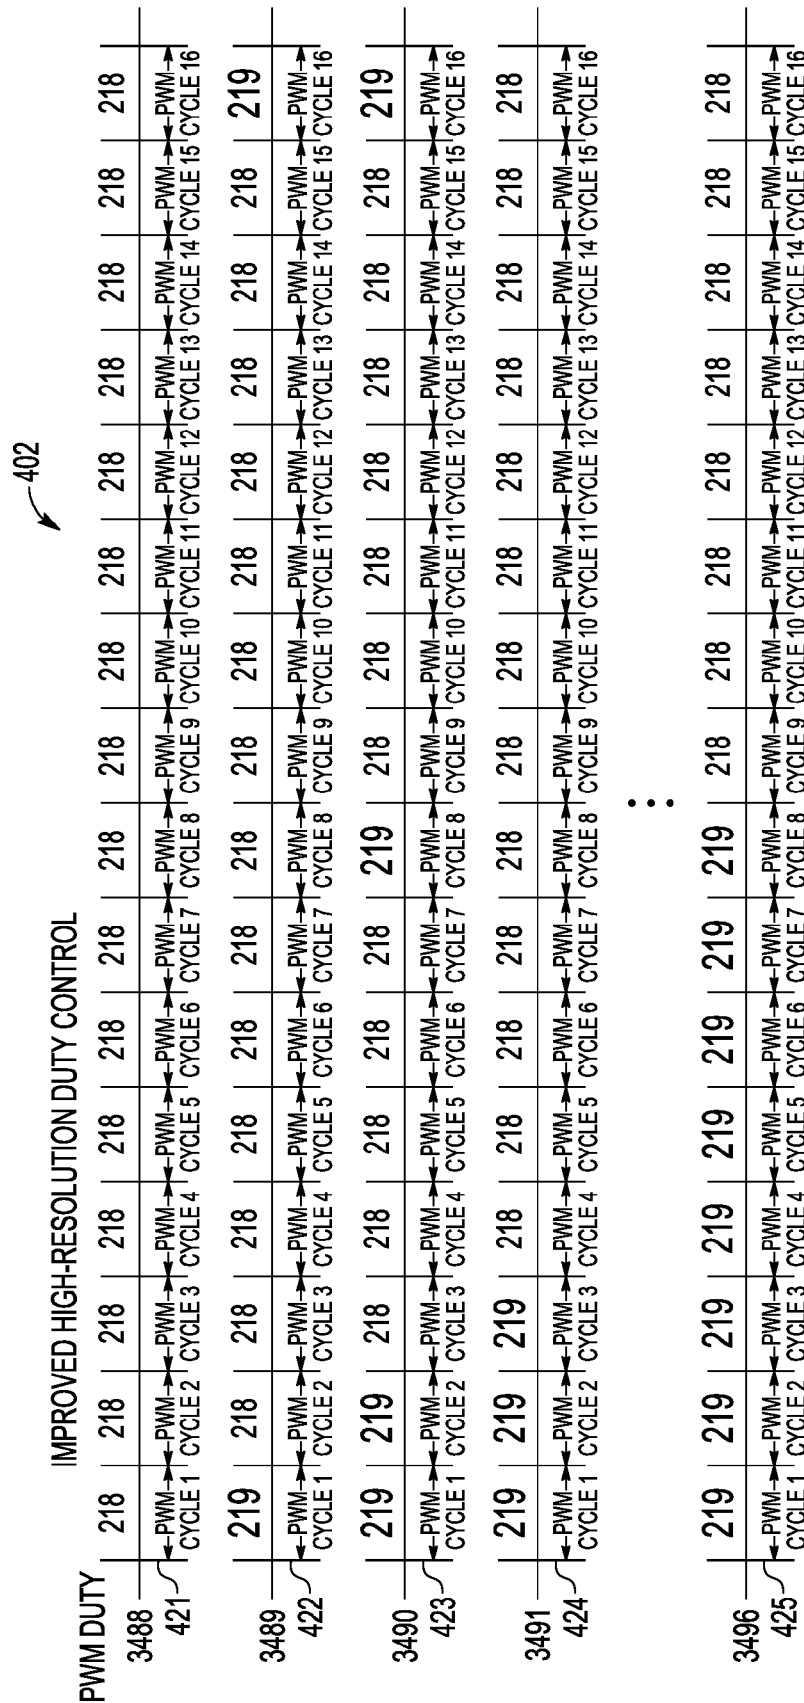 402
IMPROVED HIGH-RESOLUTION DUTY CONTROL
PWM DUTY
218 218 218 218 218 218 218 218 218 218 218 218 218 218 218 218
3488
PWM PWM PWM PWM PWM PWM PWM PWM PWM PWM PWM PWM PWM PWM PWM PWM
421 CYCLE 1 CYCLE 2 CYCLE 3 CYCLE 4 CYCLE 5 CYCLE 6 CYCLE 7 CYCLE 8 CYCLE 9 CYCLE 10 CYCLE 11 CYCLE 12 CYCLE 13 CYCLE 14 CYCLE 15 CYCLE 16
219 218 218 218 218 218 218 218 218 218 218 218 218 218 218 219
3489
PWM PWM PWM PWM PWM PWM PWM PWM PWM PWM PWM PWM PWM PWM PWM PWM
422 CYCLE 1 CYCLE 2 CYCLE 3 CYCLE 4 CYCLE 5 CYCLE 6 CYCLE 7 CYCLE 8 CYCLE 9 CYCLE 10 CYCLE 11 CYCLE 12 CYCLE 13 CYCLE 14 CYCLE 15 CYCLE 16
219 219 218 218 218 218 218 219 218 218 218 218 218 218 218 219
3490
PWM PWM PWM PWM PWM PWM PWM PWM PWM PWM PWM PWM PWM PWM PWM PWM
423 CYCLE 1 CYCLE 2 CYCLE 3 CYCLE 4 CYCLE 5 CYCLE 6 CYCLE 7 CYCLE 8 CYCLE 9 CYCLE 10 CYCLE 11 CYCLE 12 CYCLE 13 CYCLE 14 CYCLE 15 CYCLE 16
219 219 219 218 218 218 218 218 218 218 218 218 218 218 218 218
3491
PWM PWM PWM PWM PWM PWM PWM PWM PWM PWM PWM PWM PWM PWM PWM PWM
424 CYCLE 1 CYCLE 2 CYCLE 3 CYCLE 4 CYCLE 5 CYCLE 6 CYCLE 7 CYCLE 8 CYCLE 9 CYCLE 10 CYCLE 11 CYCLE 12 CYCLE 13 CYCLE 14 CYCLE 15 CYCLE 16
• • •
219 219 219 219 219 219 219 219 218 218 218 218 218 218 218 218
3496
PWM PWM PWM PWM PWM PWM PWM PWM PWM PWM PWM PWM PWM PWM PWM PWM
425 CYCLE 1 CYCLE 2 CYCLE 3 CYCLE 4 CYCLE 5 CYCLE 6 CYCLE 7 CYCLE 8 CYCLE 9 CYCLE 10 CYCLE 11 CYCLE 12 CYCLE 13 CYCLE 14 CYCLE 15 CYCLE 16